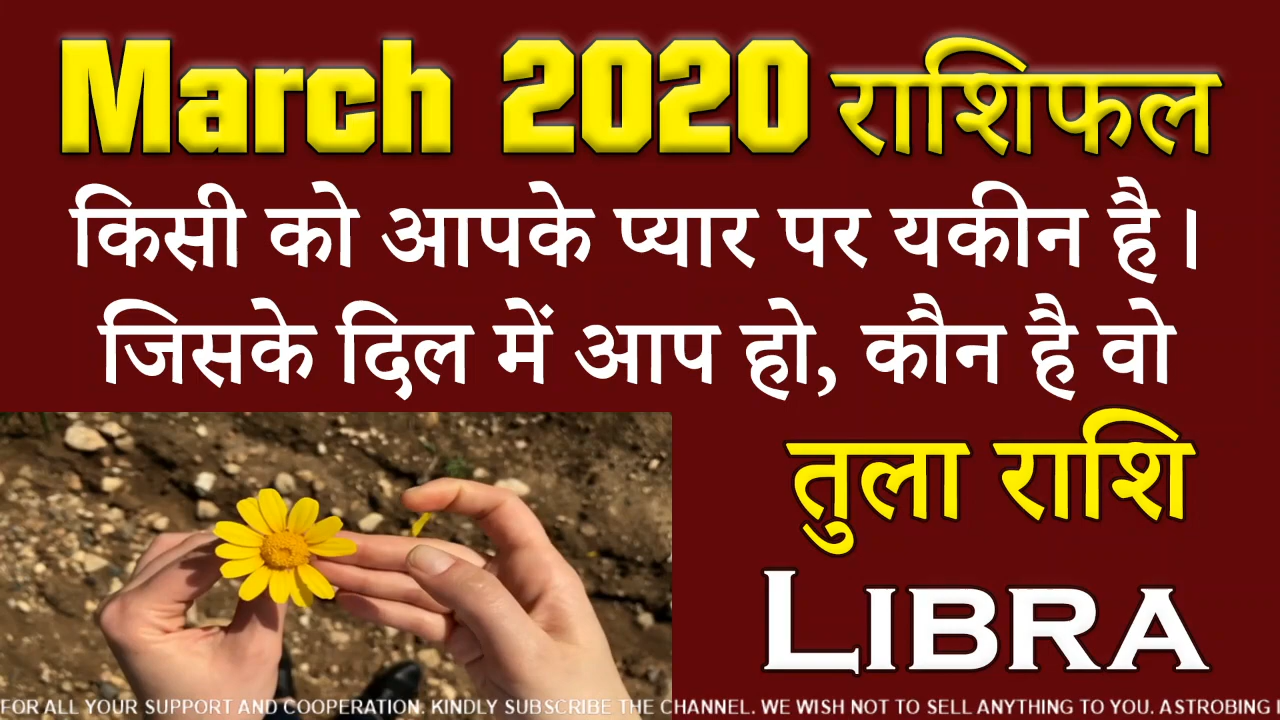 March 2020 राशिफल
किसी को आपके प्यार पर यकीन है।
जिसके दिल में आप हो, कौन है वो
तुला राशि
LIBRA
FOR ALL YOUR SUPPORT AND COOPERATION. KINDLY SUBSCRIBE THE CHANNEL. WE WISH NOT TO SELL ANYTHING TO YOU. ASTROBING